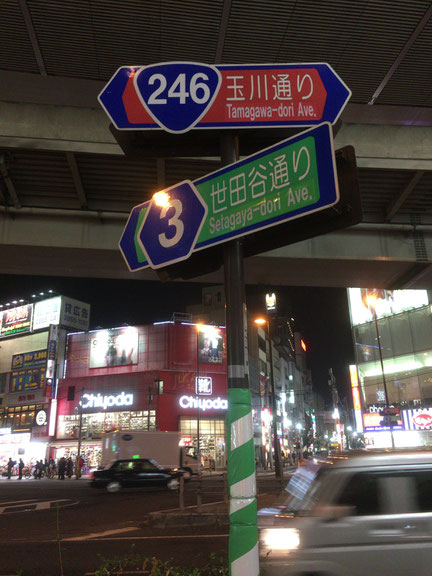 246
玉川通り
Tamagawa-dori Ave.
3
世田谷通り
Setagaya-dori Ave.
Chiyoda
靴
Chiyoda